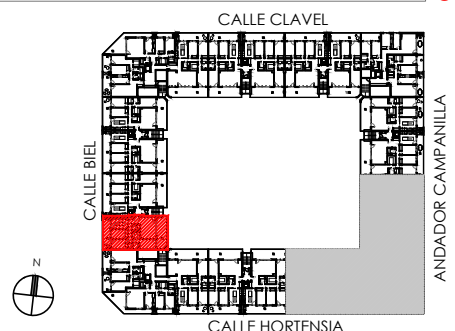 CALLE CLAVEL
CALLE BIEL
ANDADOR CAMPANILLA
N
CALLE HORTENSIA